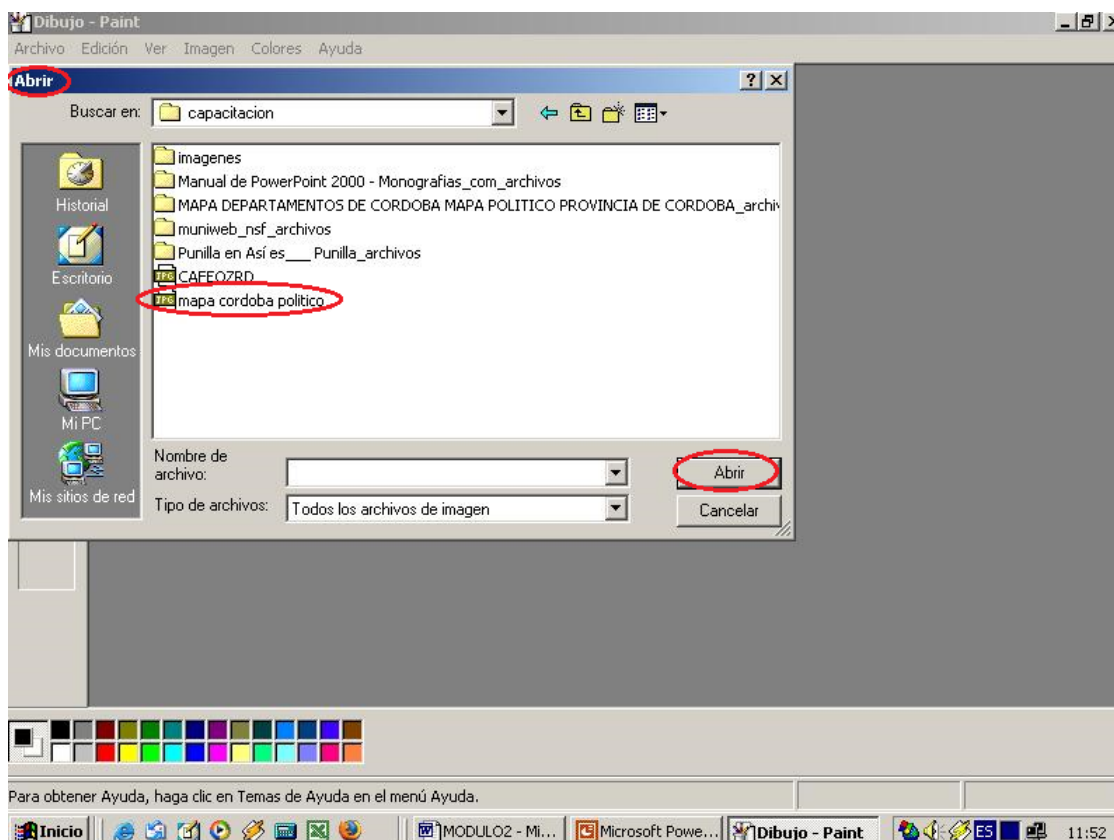 Dibujo - Paint
Archivo Edición Ver Imagen Colores Ayuda
Abrir
Buscar en: capacitacion
Historial
Escritorio
Mis documentos
Mi PC
Mis sitios de red
imagenes
Manual de PowerPoint 2000 - Monografias_com_archivos
MAPA DEPARTAMENTOS DE CORDOBA MAPA POLITICO PROVINCIA DE CORDOBA_archiv
muniweb_nsf_archivos
Punilla en Así es___ Punilla_archivos
CAFEOZRD
mapa cordoba politico
Nombre de archivo:
Abrir
Tipo de archivos: Todos los archivos de imagen
Cancelar
Para obtener Ayuda, haga clic en Temas de Ayuda en el menú Ayuda.
Inicio MODULO2 - Mi... Microsoft Powe... Dibujo - Paint ES 11:52